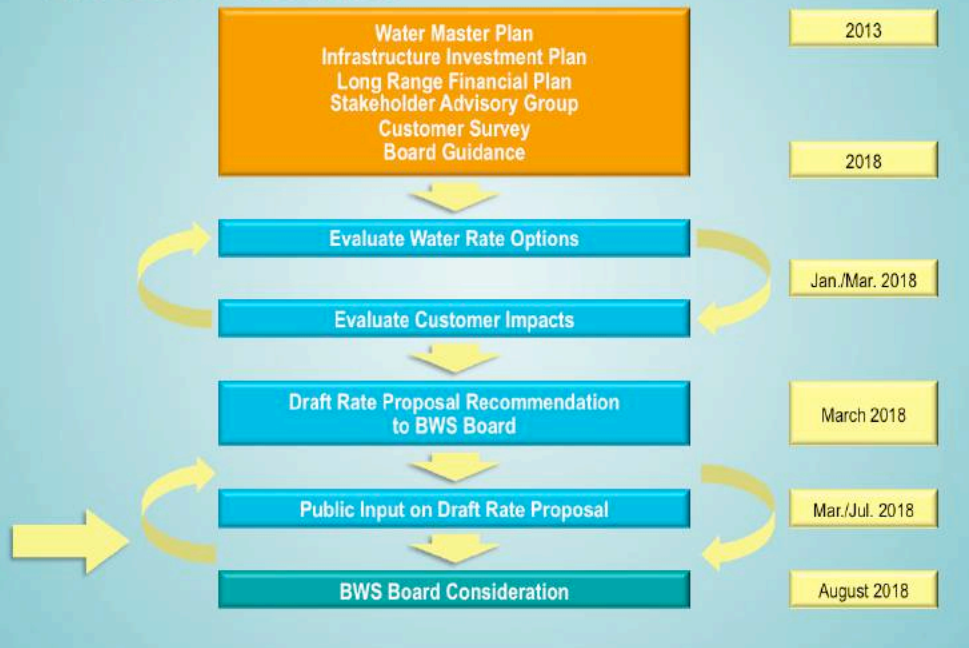 Water Master Plan
Infrastructure Investment Plan
Long Range Financial Plan
Stakeholder Advisory Group
Customer Survey
Board Guidance
2013
2018
Evaluate Water Rate Options
Jan./Mar. 2018
Evaluate Customer Impacts
Draft Rate Proposal Recommendation
to BWS Board
March 2018
Public Input on Draft Rate Proposal
Mar./Jul. 2018
BWS Board Consideration
August 2018